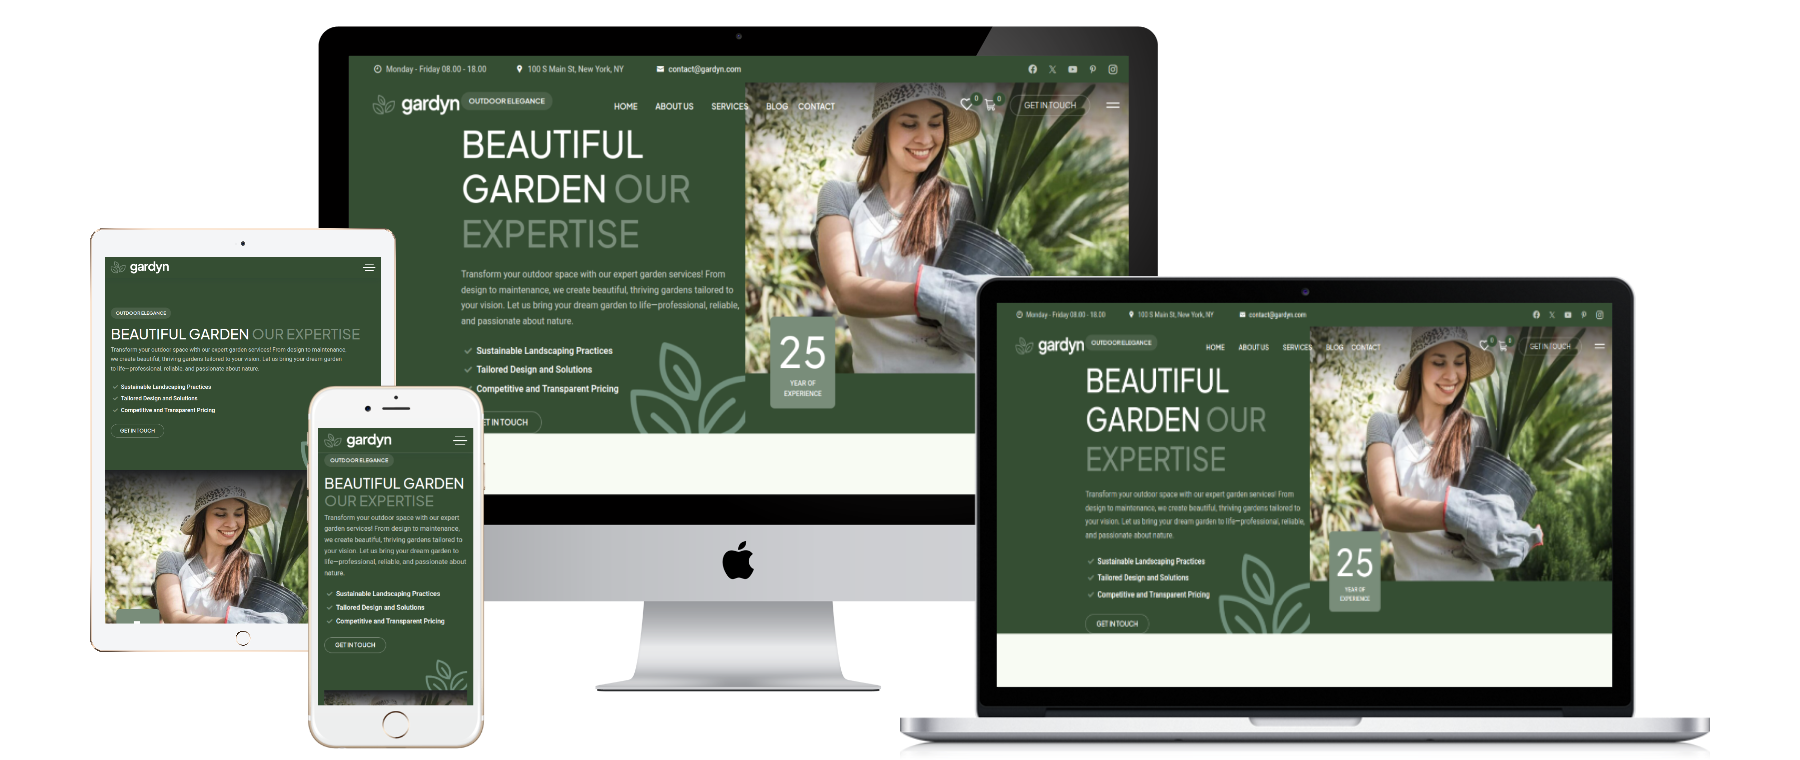 Monday - Friday 08.00 - 18.00 100 S Main St, New York, NY contact@gardyn.com
gardyn OUTDOOR ELEGANCE HOME ABOUT US SERVICES BLOG CONTACT 0 0 GET IN TOUCH
BEAUTIFUL
GARDEN OUR
EXPERTISE
Transform your outdoor space with our expert garden services! From
design to maintenance, we create beautiful, thriving gardens tailored to
your vision. Let us bring your dream garden to life—professional, reliable,
and passionate about nature.
Sustainable Landscaping Practices
Tailored Design and Solutions
Competitive and Transparent Pricing
GET IN TOUCH
25
YEAR OF
EXPERIENCE
gardyn
OUTDOOR ELEGANCE
BEAUTIFUL GARDEN OUR EXPERTISE
Transform your outdoor space with our expert garden services! From design to maintenance,
we create beautiful, thriving gardens tailored to your vision. Let us bring your dream garden
to life—professional, reliable, and passionate about nature.
Sustainable Landscaping Practices
Tailored Design and Solutions
Competitive and Transparent Pricing
GET IN TOUCH
gardyn
OUTDOOR ELEGANCE
BEAUTIFUL GARDEN
OUR EXPERTISE
Transform your outdoor space with our expert
garden services! From design to maintenance,
we create beautiful, thriving gardens tailored to
your vision. Let us bring your dream garden to
life—professional, reliable, and passionate about
nature.
Sustainable Landscaping Practices
Tailored Design and Solutions
Competitive and Transparent Pricing
GET IN TOUCH
Monday - Friday 08.00 - 18.00 100 S Main St, New York, NY contact@gardyn.com
gardyn OUTDOOR ELEGANCE HOME ABOUT US SERVICES BLOG CONTACT GET IN TOUCH
BEAUTIFUL
GARDEN OUR
EXPERTISE
Transform your outdoor space with our expert garden services! From
design to maintenance, we create beautiful, thriving gardens tailored to
your vision. Let us bring your dream garden to life—professional, reliable,
and passionate about nature.
Sustainable Landscaping Practices
Tailored Design and Solutions
Competitive and Transparent Pricing
GET IN TOUCH
25
YEAR OF
EXPERIENCE